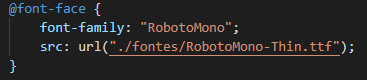 @font-face {
    font-family: "RobotoMono";
    src: url("./fontes/RobotoMono-Thin.ttf");
}